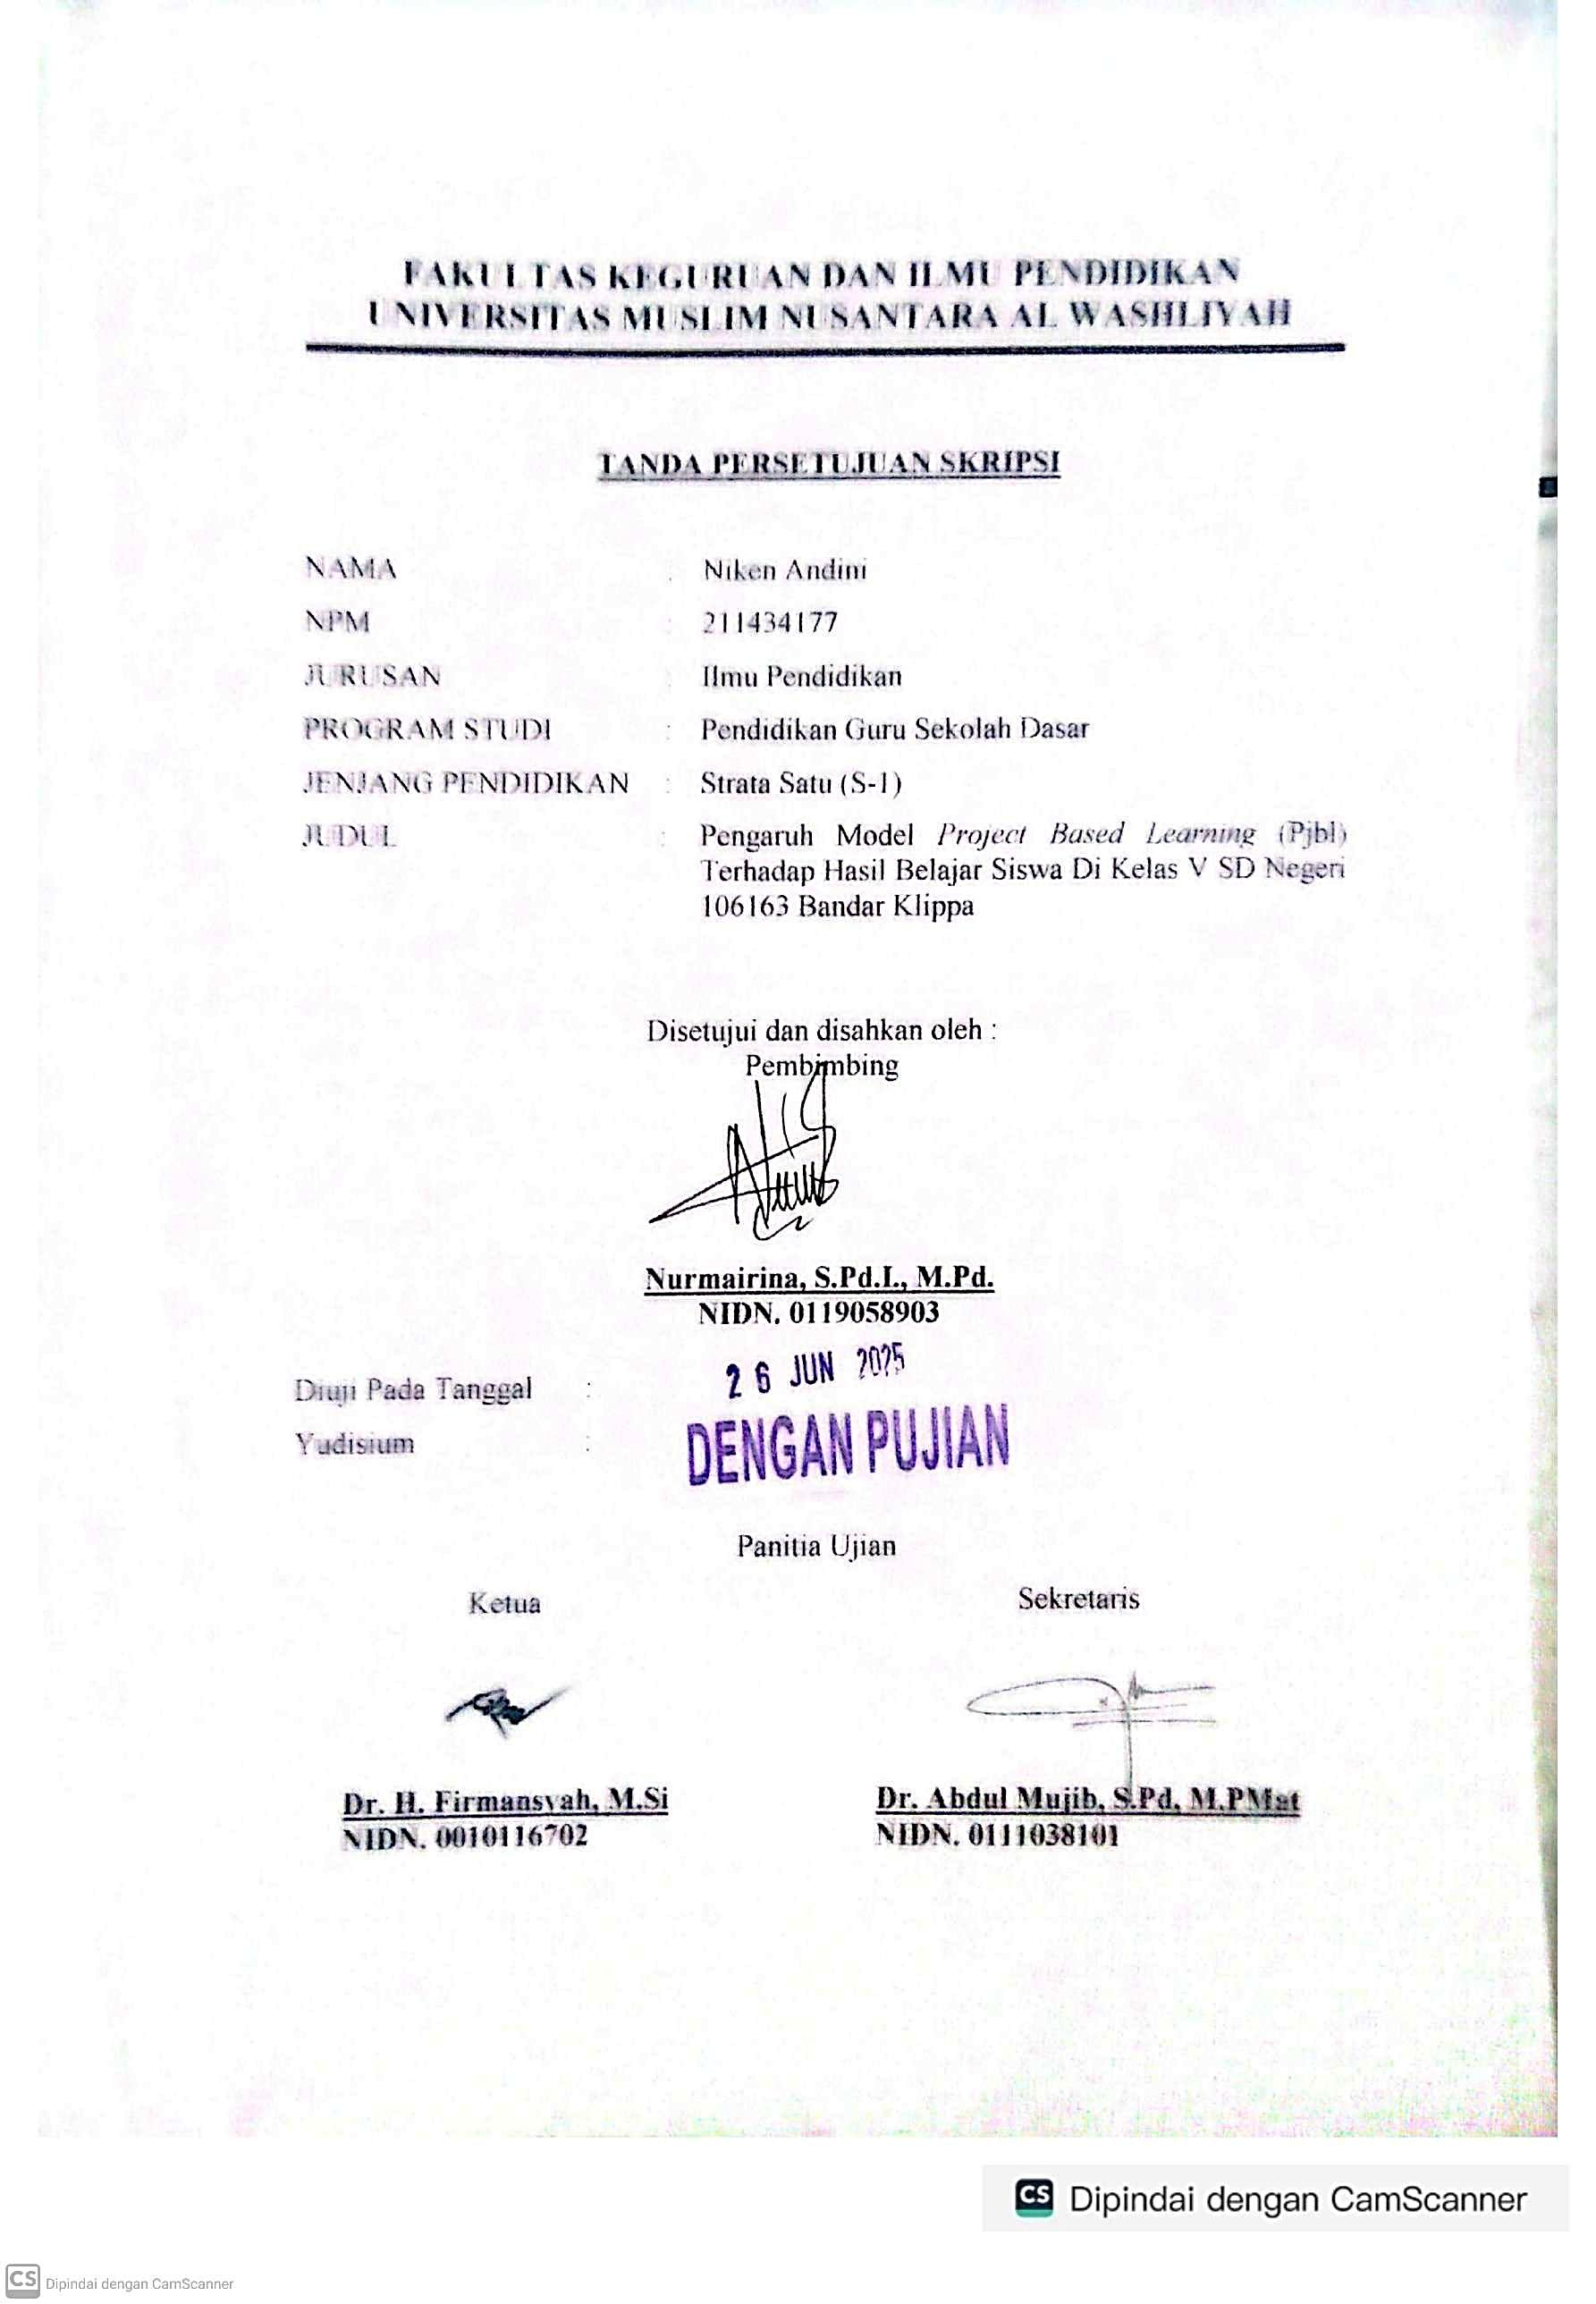 FAKULTAS KEGURUAN DAN ILMU PENDIDIKAN
UNIVERSITAS MUSLIM NUSANTARA AL WASHLIYAH
TANDA PERSETUJUAN SKRIPSI
NAMA : Niken Andini
NPM : 211434177
JURUSAN : Ilmu Pendidikan
PROGRAM STUDI : Pendidikan Guru Sekolah Dasar
JENJANG PENDIDIKAN : Strata Satu (S-1)
JUDUL : Pengaruh Model Project Based Learning (Pjbl)
Terhadap Hasil Belajar Siswa Di Kelas V SD Negeri
106163 Bandar Klippa
Disetujui dan disahkan oleh :
Pembimbing
Nurmairina, S.Pd.I., M.Pd.
NIDN. 0119058903
Diuji Pada Tanggal : 26 JUN 2025
Yudisium : DENGAN PUJIAN
Panitia Ujian
Ketua Sekretaris
Dr. H. Firmansyah, M.Si Dr. Abdul Mujib, S.Pd, M.PMat
NIDN. 0010116702 NIDN. 0111038101
CS Dipindai dengan CamScanner
CS Dipindai dengan CamScanner